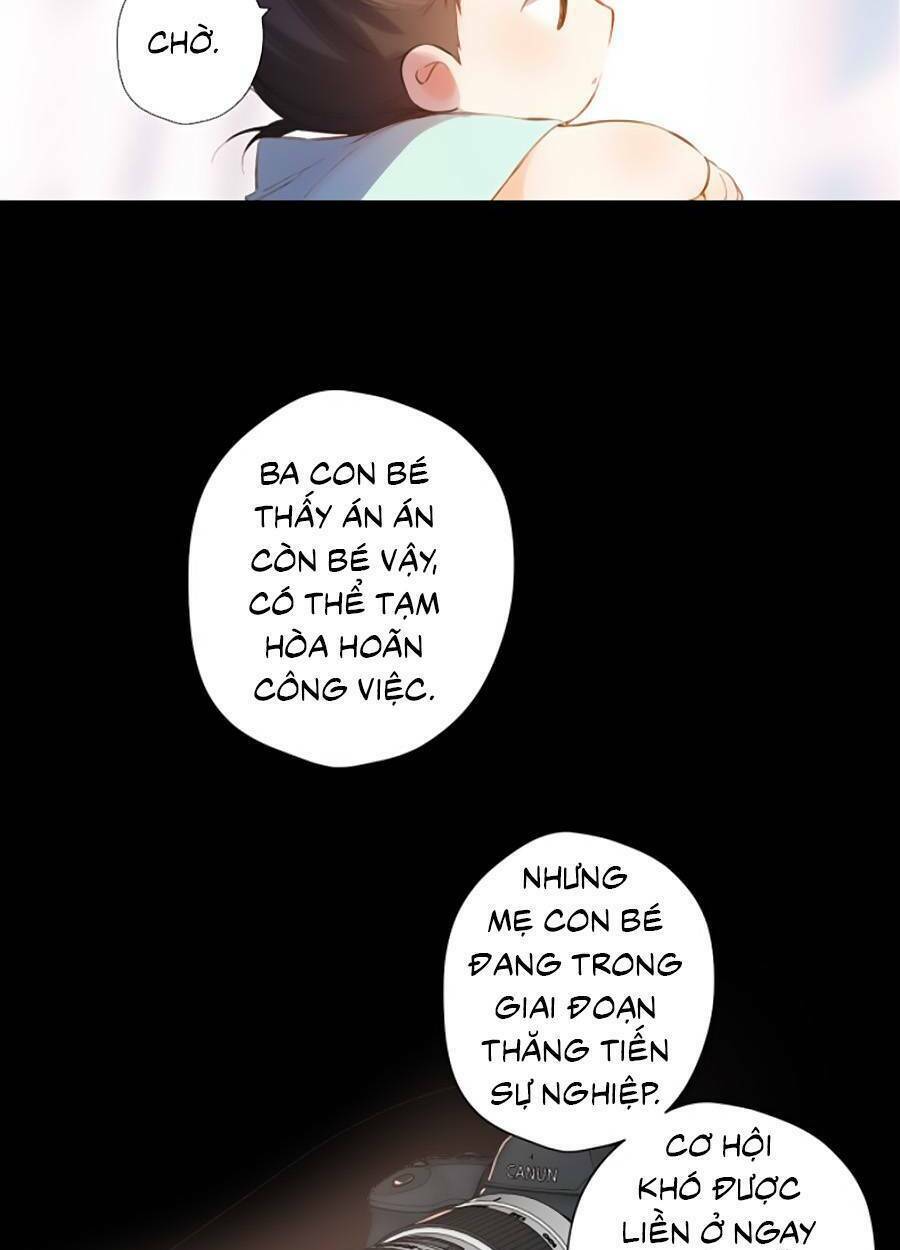 CHỜ.
BA CON BÉ
THẤY ÁN ÁN
CÒN BÉ VẬY,
CÓ THỂ TẠM
HÒA HOÃN
CÔNG VIỆC.
NHƯNG
MẸ CON BÉ
ĐANG TRONG
GIAI ĐOẠN
THĂNG TIẾN
SỰ NGHIỆP.
CANUN
CƠ HỘI
KHÓ ĐƯỢC
LIỀN Ở NGAY